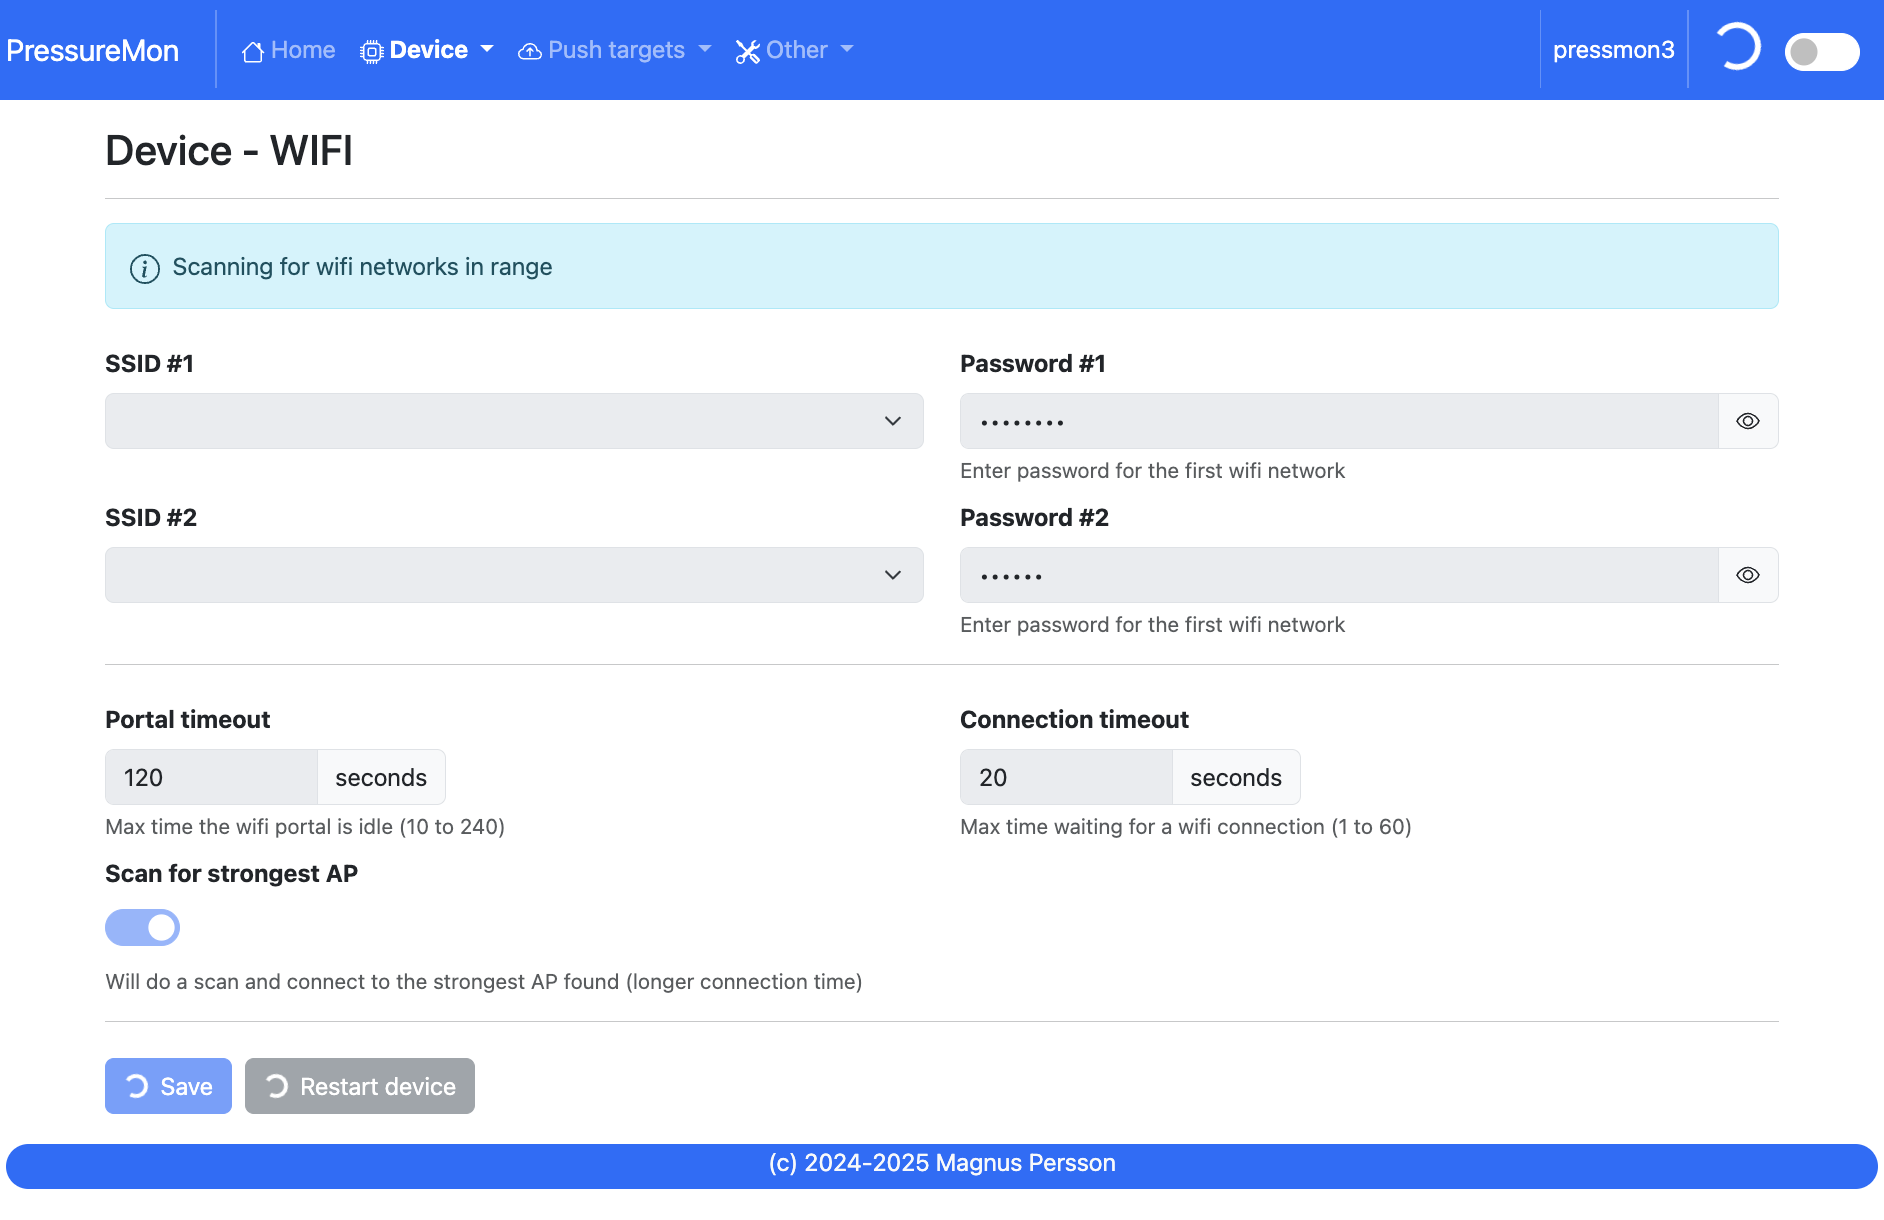 PressureMon
Home
Device
Push targets
Other
pressmon3
Device - WIFI
Scanning for wifi networks in range
SSID #1
Password #1
••••••••
Enter password for the first wifi network
SSID #2
Password #2
••••••
Enter password for the first wifi network
Portal timeout
Connection timeout
120 seconds
20 seconds
Max time the wifi portal is idle (10 to 240)
Max time waiting for a wifi connection (1 to 60)
Scan for strongest AP
Will do a scan and connect to the strongest AP found (longer connection time)
Save
Restart device
(c) 2024-2025 Magnus Persson